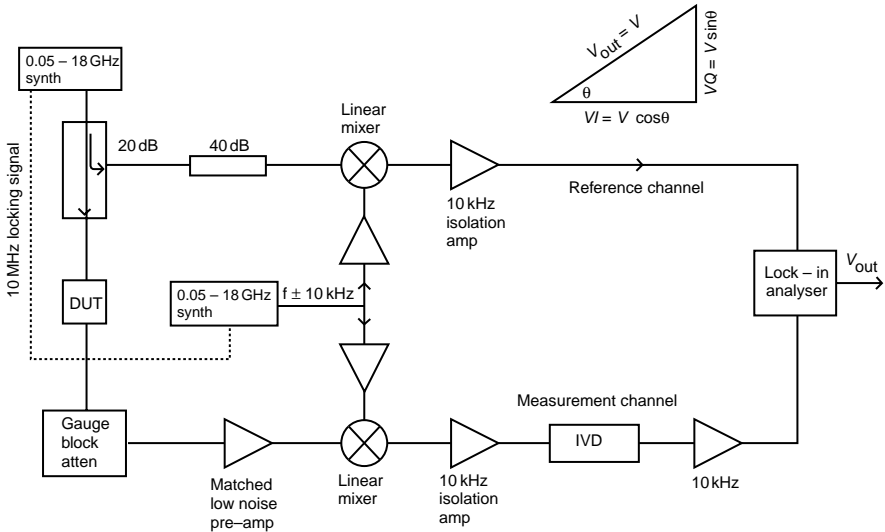 0.05 – 18 GHz
synth
20 dB
40 dB
Linear
mixer
10 kHz
isolation
amp
Reference channel
Vout = V
θ
VI = V cosθ
VQ = V sinθ
10 MHz locking signal
DUT
0.05 – 18 GHz
synth
f ± 10 kHz
Lock – in
analyser
Vout
Gauge
block
atten
Matched
low noise
pre–amp
Linear
mixer
10 kHz
isolation
amp
Measurement channel
IVD
10 kHz